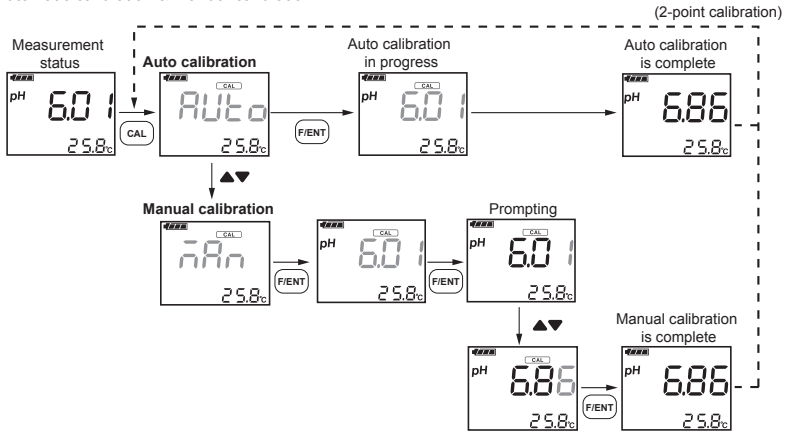 (2-point calibration)
Measurement
status
Auto calibration
Auto calibration
in progress
Auto calibration
is complete
pH 6.01
25.8℃
CAL
CAL
AUto
25.8℃
F/ENT
CAL
pH 6.01
25.8℃
pH 6.86
25.8℃
▲▼
Manual calibration
Prompting
CAL
mAn
25.8℃
F/ENT
CAL
pH 6.01
25.8℃
F/ENT
CAL
pH 6.01
25.8℃
▲▼
Manual calibration
is complete
CAL
pH 6.86
25.8℃
F/ENT
pH 6.86
25.8℃